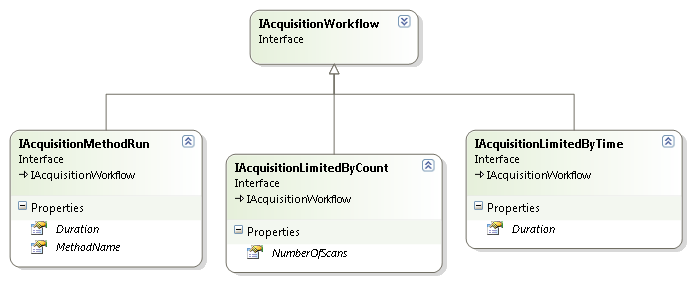 IAcquisitionWorkflow
Interface
IAcquisitionMethodRun
Interface
IAcquisitionWorkflow
Properties
Duration
MethodName
IAcquisitionLimitedByCount
Interface
IAcquisitionWorkflow
Properties
NumberOfScans
IAcquisitionLimitedByTime
Interface
IAcquisitionWorkflow
Properties
Duration